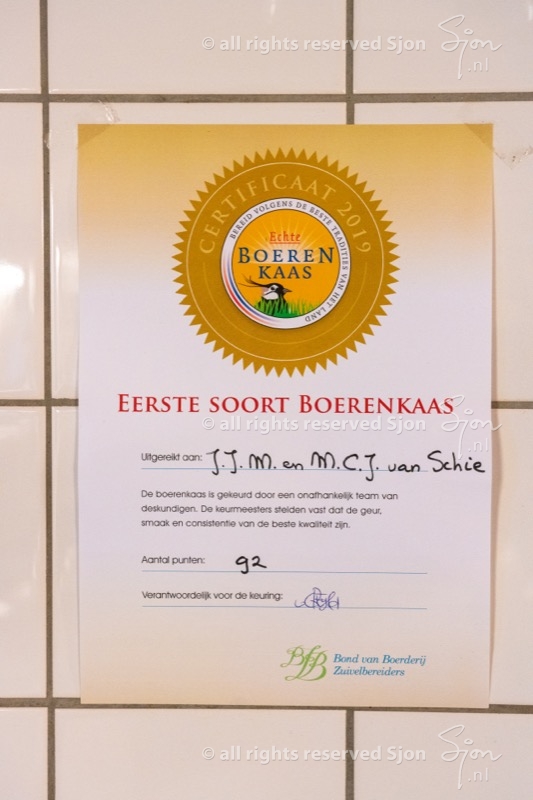 © all rights reserved Sjon Sjon.nl
CERTIFICAAT 2019
BEREID VOLGENS DE BESTE TRADITIES VAN HET LAND
Echte
BOEREN
KAAS
EERSTE SOORT BOERENKAAS
© all rights reserved Sjon Sjon.nl
Uitgereikt aan: J.J.M. en M.C.J. van Schie
De boerenkaas is gekeurd door een onafhankelijk team van
deskundigen. De keurmeesters stelden vast dat de geur,
smaak en consistentie van de beste kwaliteit zijn.
Aantal punten: 92
Verantwoordelijk voor de keuring:
BBZ Bond van Boerderij
Zuivelbereiders
© all rights reserved Sjon Sjon.nl